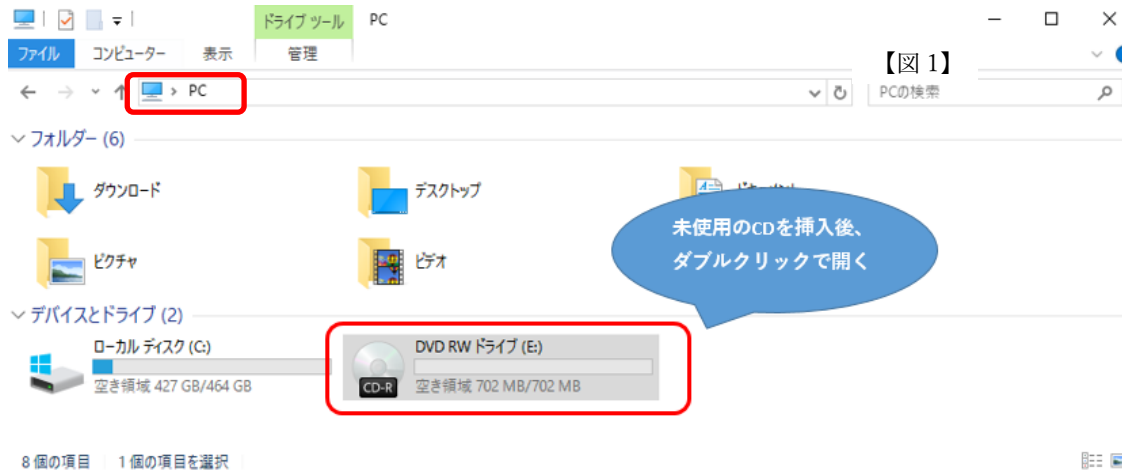 ドライブ ツール PC
ファイル コンピューター 表示 管理
【図 1】
PC
PCの検索
フォルダー (6)
ダウンロード
デスクトップ
未使用のCDを挿入後、
ダブルクリックで開く
ピクチャ
ビデオ
デバイスとドライブ (2)
ローカル ディスク (C:)
空き領域 427 GB/464 GB
DVD RW ドライブ (E:)
CD-R
空き領域 702 MB/702 MB
8 個の項目 1 個の項目を選択